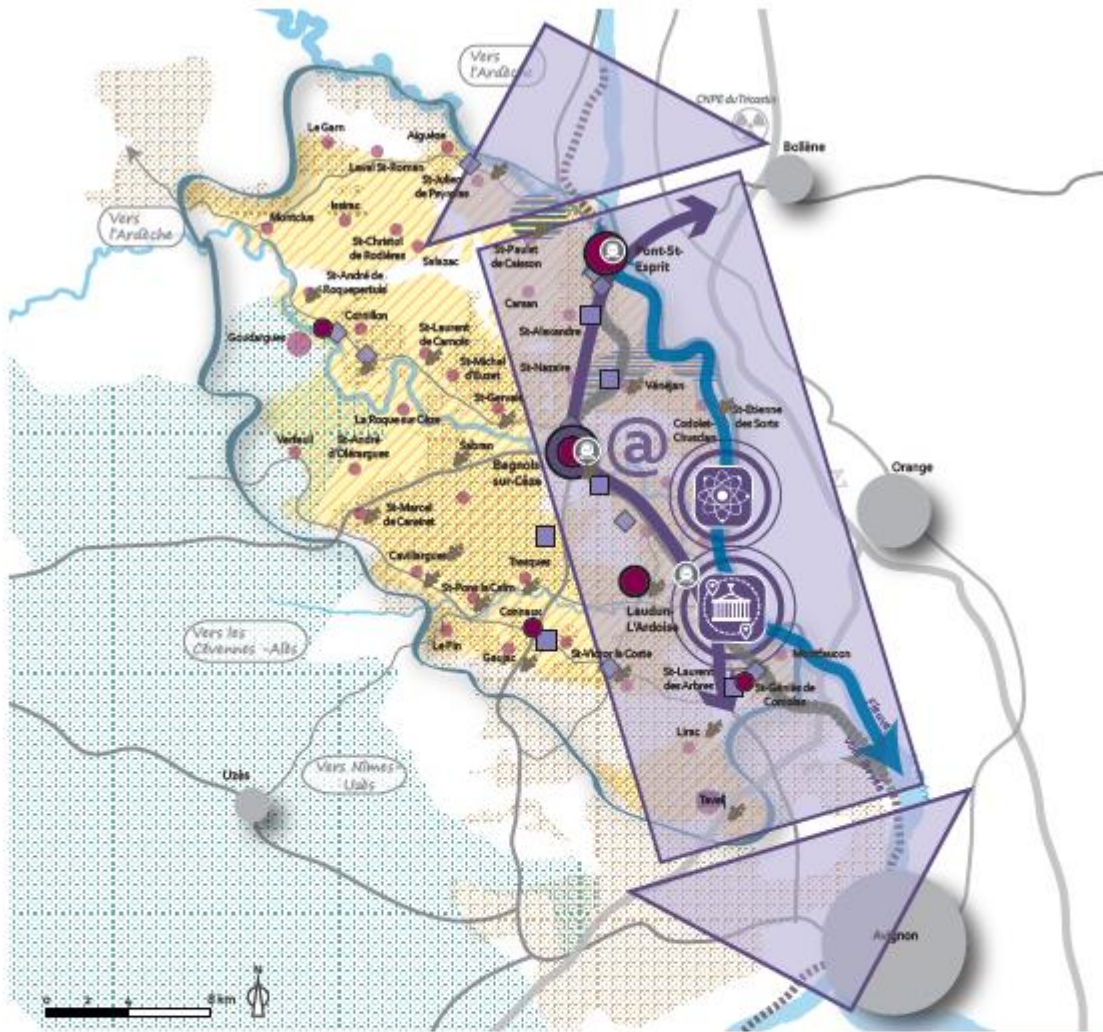 Vers
l'Ardèche
CNPE du Tricastin
Bollène
Le Garn
Aiguèze
Laval St-Roman
St-Julien
de Peyrolas
Vers
l'Ardèche
Montclus
Issirac
St-Christol
de Rodières
Salazac
St-Paulet
de Caisson
Pont-St-
Esprit
St-André de
Roquepertuis
Carsan
Cornillon
St-Alexandre
Goudargues
St-Laurent
de Carnols
St-Michel
d'Euzet
St-Nazaire
Vénéjan
St-Gervais
La Roque sur Cèze
St-Etienne
des Sorts
Codolet-
Chusclan
@
Verfeuil
St-André
d'Olérargues
Sabran
Bagnols
sur-Cèze
Orange
St-Marcel
de Careiret
Cavillargues
Tresques
St-Pons la Calm
Laudun-
L'Ardoise
Connaux
Vers les
Cévennes -Alès
Le Pin
Gaujac
St-Victor la Coste
St-Laurent
des Arbres
Montfaucon
St-Géniès de
Comolas
Fleuve
Lirac
Uzès
Vers Nîmes-
Uzès
Tavel
Avignon
N
0 2 4 8 km